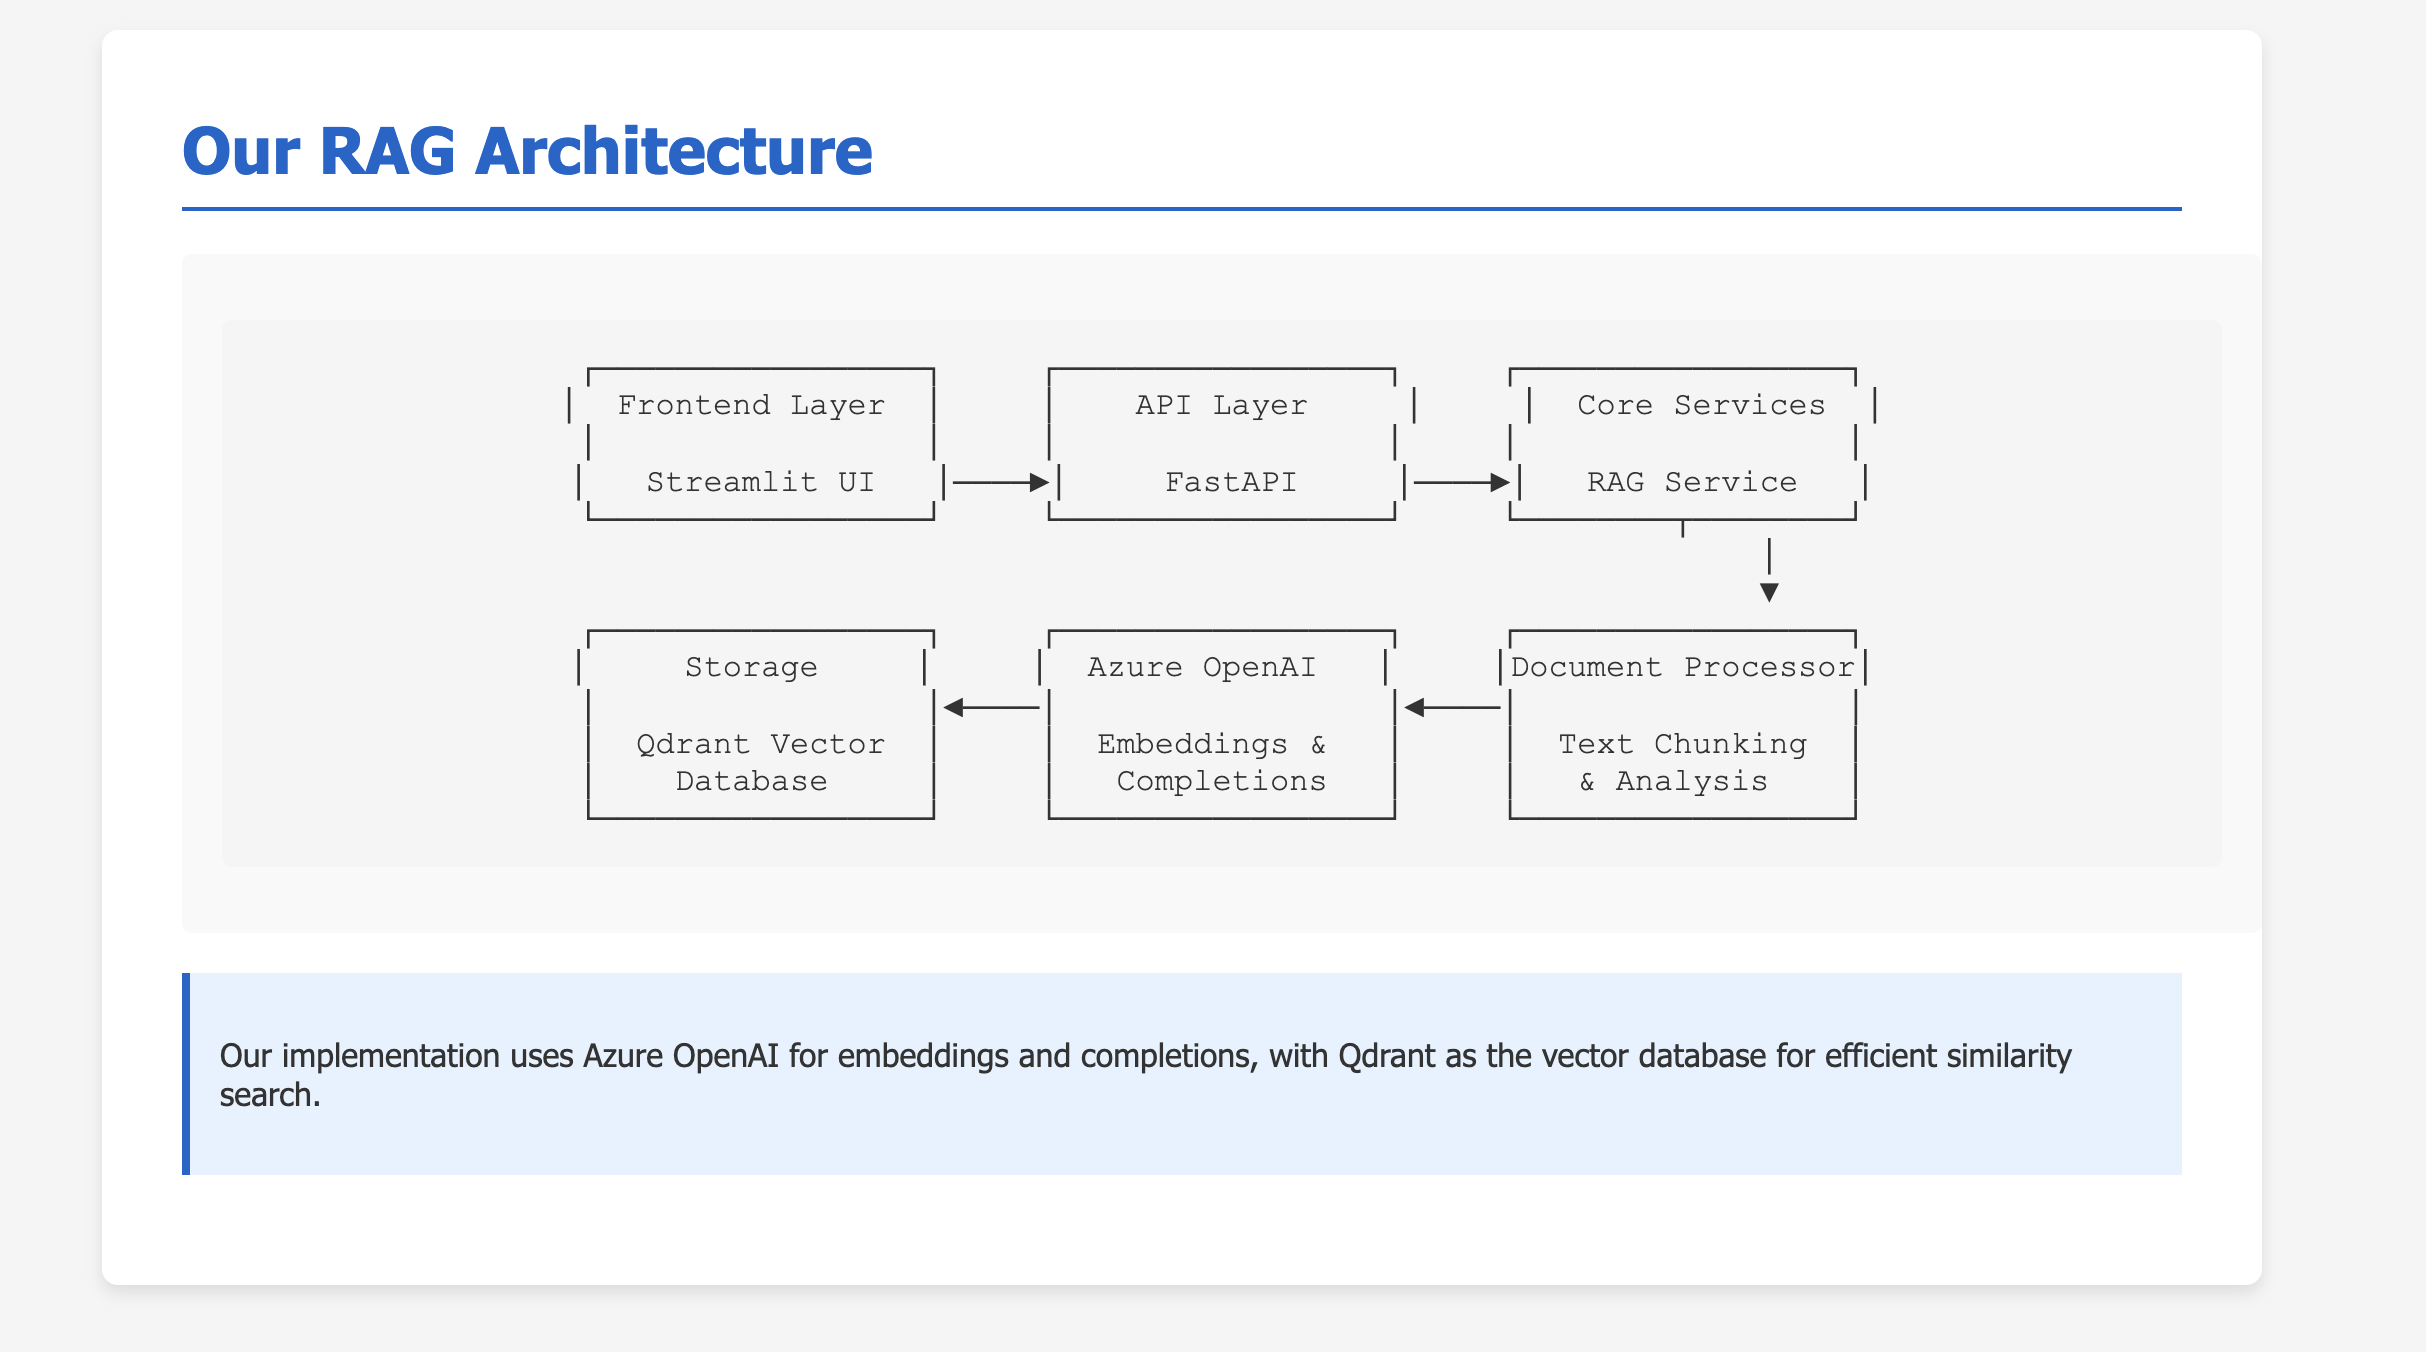 Our RAG Architecture
Frontend Layer
Streamlit UI
API Layer
FastAPI
Core Services
RAG Service
Storage
Qdrant Vector
Database
Azure OpenAI
Embeddings &
Completions
Document Processor
Text Chunking
& Analysis
Our implementation uses Azure OpenAI for embeddings and completions, with Qdrant as the vector database for efficient similarity
search.